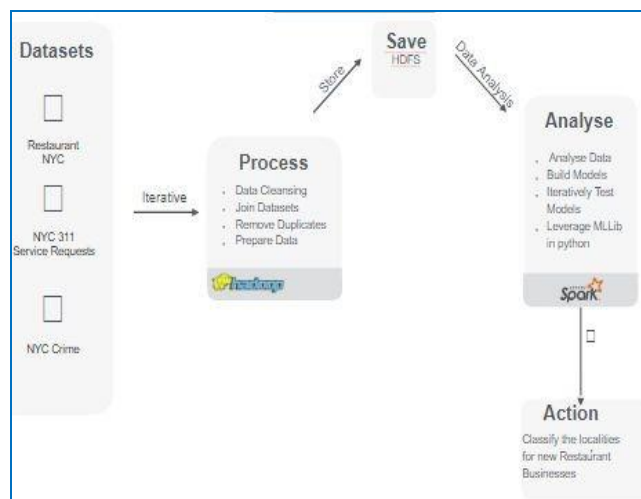 Datasets
Restaurant
NYC
NYC 311
Service Requests
NYC Crime
Iterative
Process
Data Cleansing
Join Datasets
Remove Duplicates
Prepare Data
hadoop
Store
Save
HDFS
Data Analysis
Analyse
Analyse Data
Build Models
Iteratively Test
Models
Leverage MLLib
in python
Spark
Action
Classify the localities
for new Restaurant
Businesses